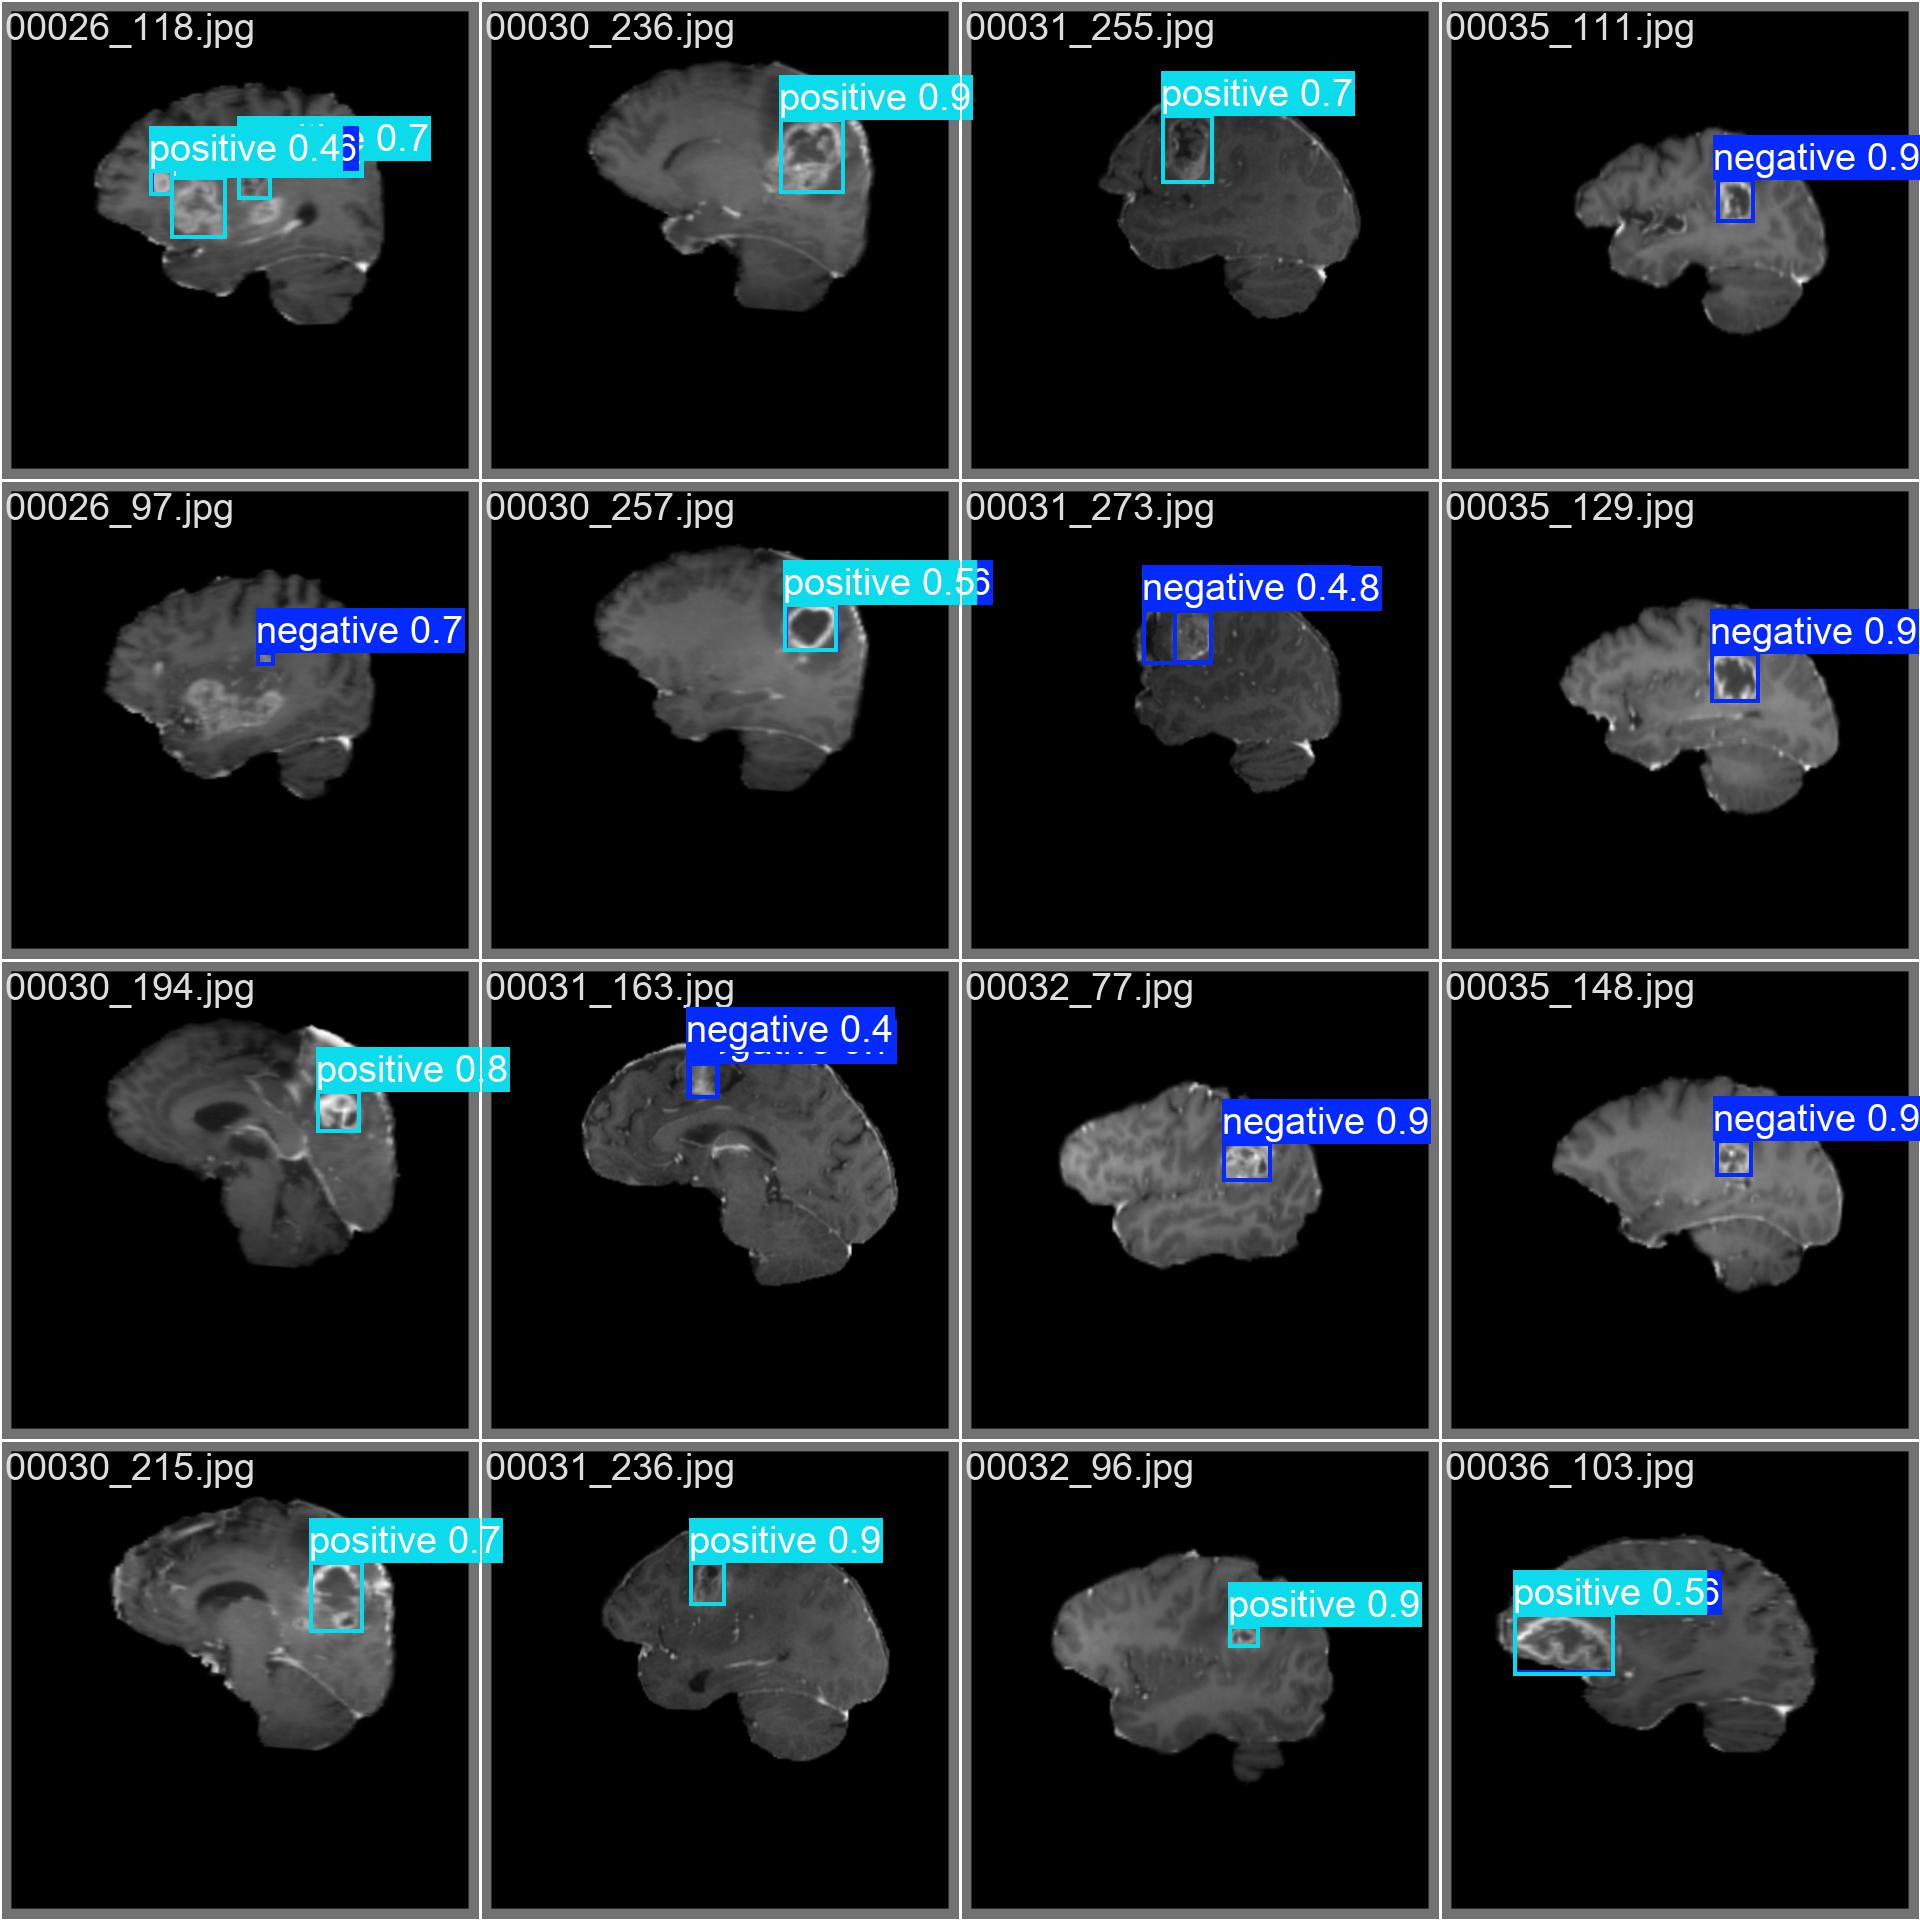 00026_118.jpg
positive 0.46
0.7
00030_236.jpg
positive 0.9
00031_255.jpg
positive 0.7
00035_111.jpg
negative 0.9
00026_97.jpg
negative 0.7
00030_257.jpg
positive 0.56
00031_273.jpg
negative 0.4.8
00035_129.jpg
negative 0.9
00030_194.jpg
positive 0.8
00031_163.jpg
negative 0.4
00032_77.jpg
negative 0.9
00035_148.jpg
negative 0.9
00030_215.jpg
positive 0.7
00031_236.jpg
positive 0.9
00032_96.jpg
positive 0.9
00036_103.jpg
positive 0.56